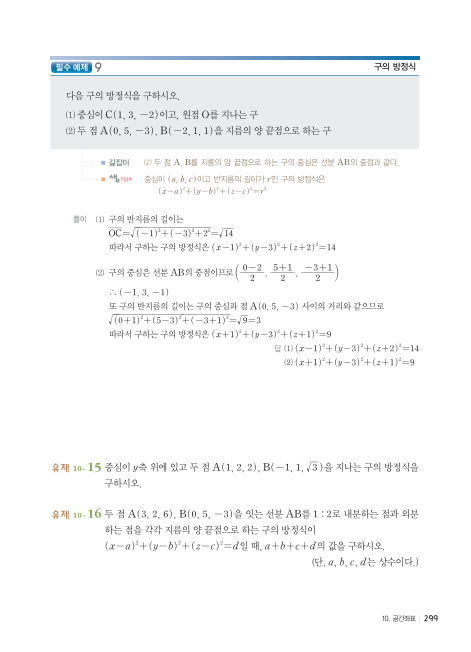 필수 예제 9 구의 방정식
다음 구의 방정식을 구하시오.
⑴ 중심이 C(1, 3, −2)이고, 원점 O를 지나는 구
⑵ 두 점 A(0, 5, −3), B(−2, 1, 1)을 지름의 양 끝점으로 하는 구
길잡이 ⑵ 두 점 A, B를 지름의 양 끝점으로 하는 구의 중심은 선분 AB의 중점과 같다.
중심이 (a, b, c)이고 반지름의 길이가 r인 구의 방정식은
(x−a)²+(y−b)²+(z−c)²=r²
풀이 ⑴ 구의 반지름의 길이는
OC=√(−1)²+(−3)²+2²=√14
따라서 구하는 구의 방정식은 (x−1)²+(y−3)²+(z+2)²=14
⑵ 구의 중심은 선분 AB의 중점이므로 (0−2/2, 5+1/2, −3+1/2)
∴ (−1, 3, −1)
또 구의 반지름의 길이는 구의 중심과 점 A(0, 5, −3) 사이의 거리와 같으므로
√(0+1)²+(5−3)²+(−3+1)²=√9=3
따라서 구하는 구의 방정식은 (x+1)²+(y−3)²+(z+1)²=9
답 ⑴ (x−1)²+(y−3)²+(z+2)²=14
⑵ (x+1)²+(y−3)²+(z+1)²=9
유제 10-15 중심이 y축 위에 있고 두 점 A(1, 2, 2), B(−1, 1, √3)을 지나는 구의 방정식을
구하시오.
유제 10-16 두 점 A(3, 2, 6), B(0, 5, −3)을 잇는 선분 AB를 1 : 2로 내분하는 점과 외분
하는 점을 각각 지름의 양 끝점으로 하는 구의 방정식이
(x−a)²+(y−b)²+(z−c)²=d일 때, a+b+c+d의 값을 구하시오.
(단, a, b, c, d는 상수이다.)
10. 공간좌표 299